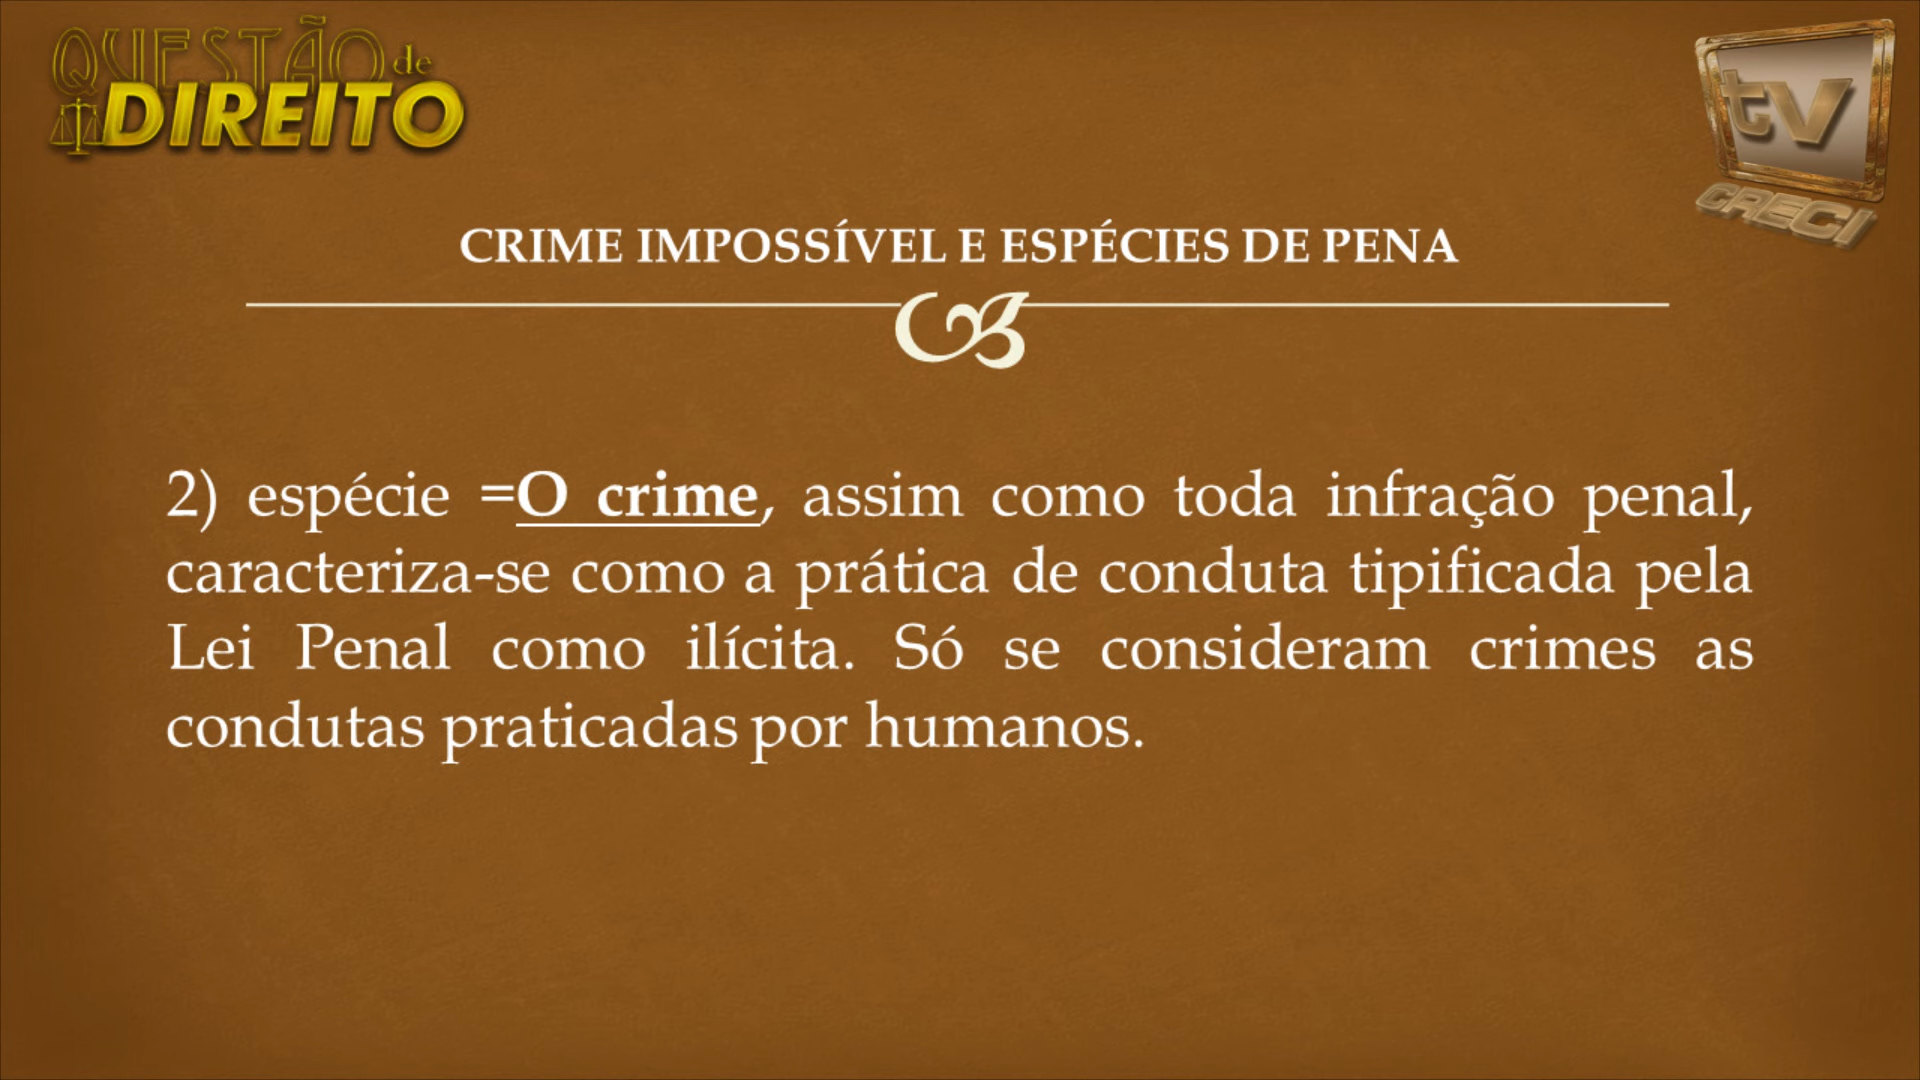 QUESTÃO de
DIREITO
tv
CRECI
CRIME IMPOSSÍVEL E ESPÉCIES DE PENA
2) espécie =O crime, assim como toda infração penal,
caracteriza-se como a prática de conduta tipificada pela
Lei Penal como ilícita. Só se consideram crimes as
condutas praticadas por humanos.